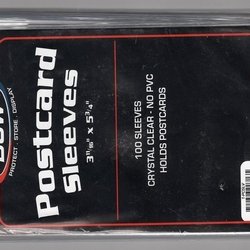 BCW
PROTECT . STORE . DISPLAY
Postcard
Sleeves
3 11/16" x 5 3/4"
100 SLEEVES
CRYSTAL CLEAR - NO PVC
HOLDS POSTCARDS